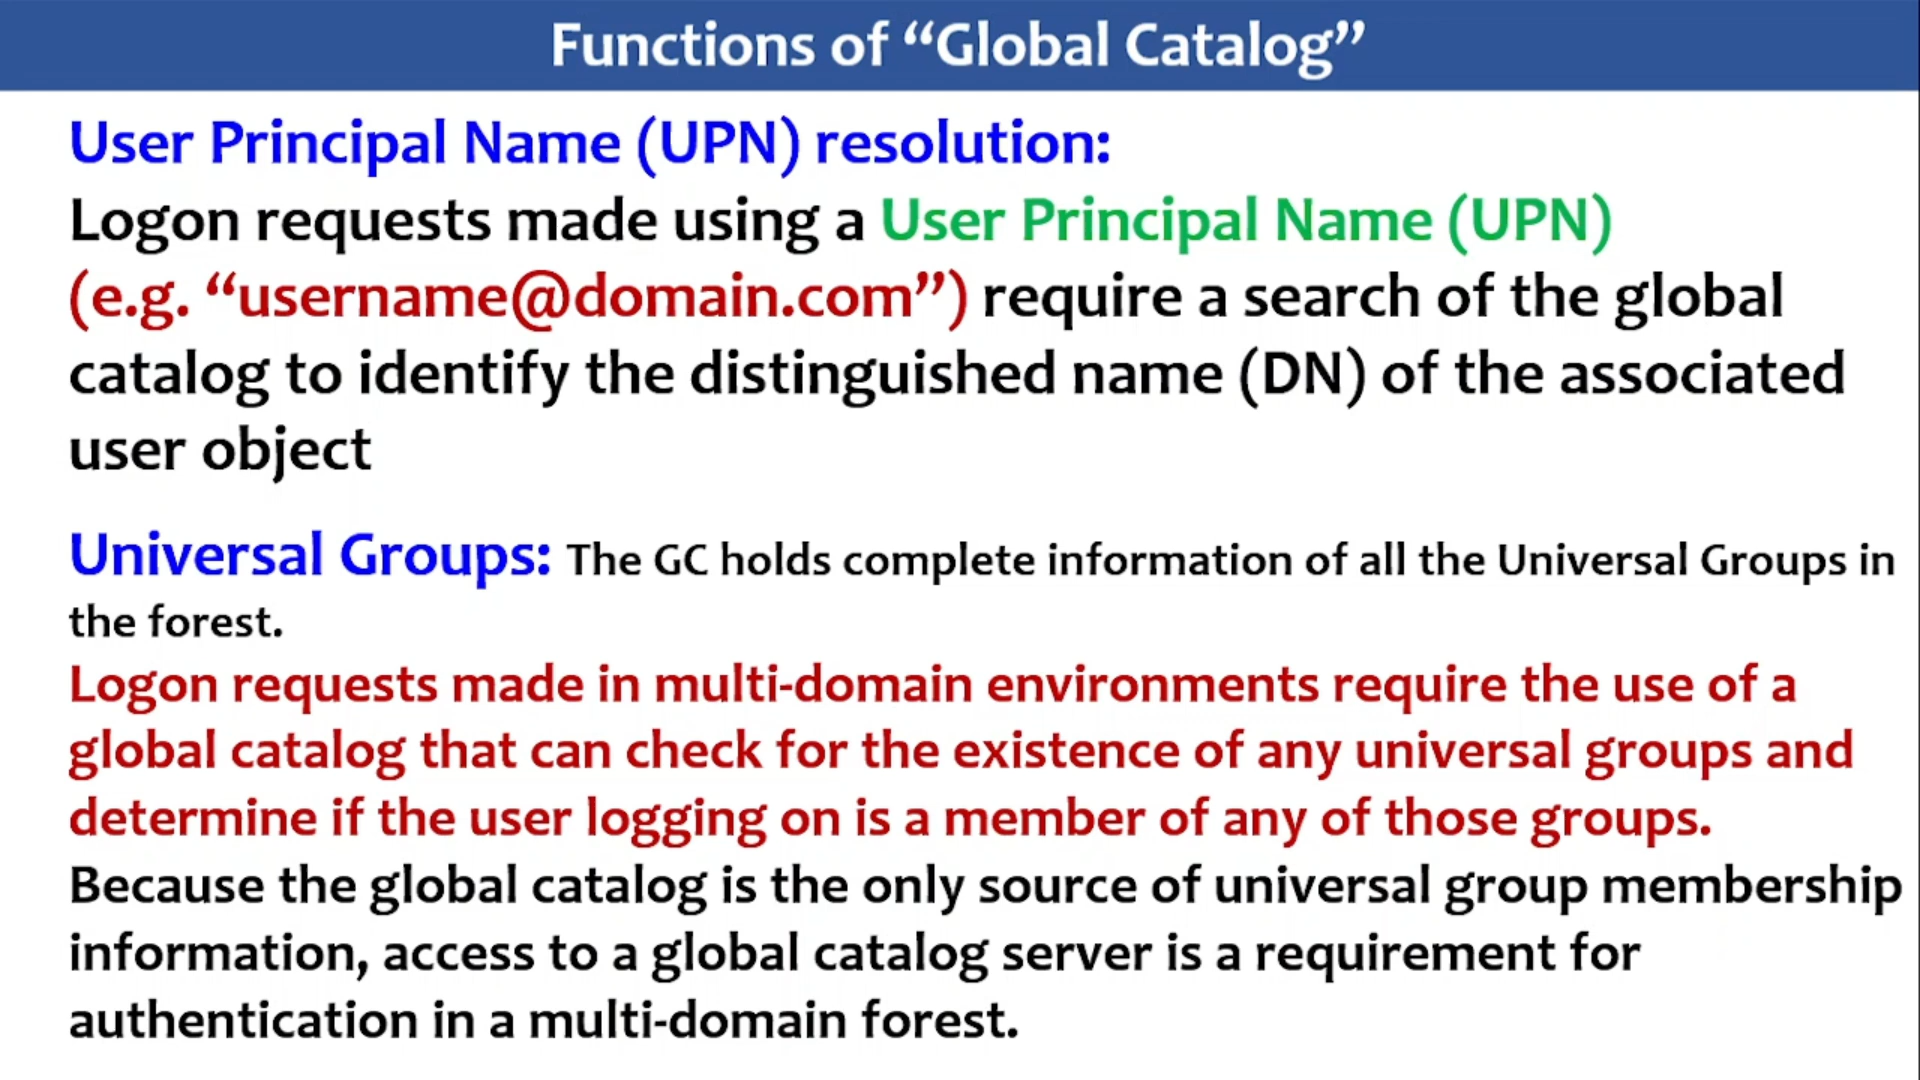 Functions of “Global Catalog”
User Principal Name (UPN) resolution:
Logon requests made using a User Principal Name (UPN)
(e.g. “username@domain.com”) require a search of the global
catalog to identify the distinguished name (DN) of the associated
user object
Universal Groups: The GC holds complete information of all the Universal Groups in
the forest.
Logon requests made in multi-domain environments require the use of a
global catalog that can check for the existence of any universal groups and
determine if the user logging on is a member of any of those groups.
Because the global catalog is the only source of universal group membership
information, access to a global catalog server is a requirement for
authentication in a multi-domain forest.